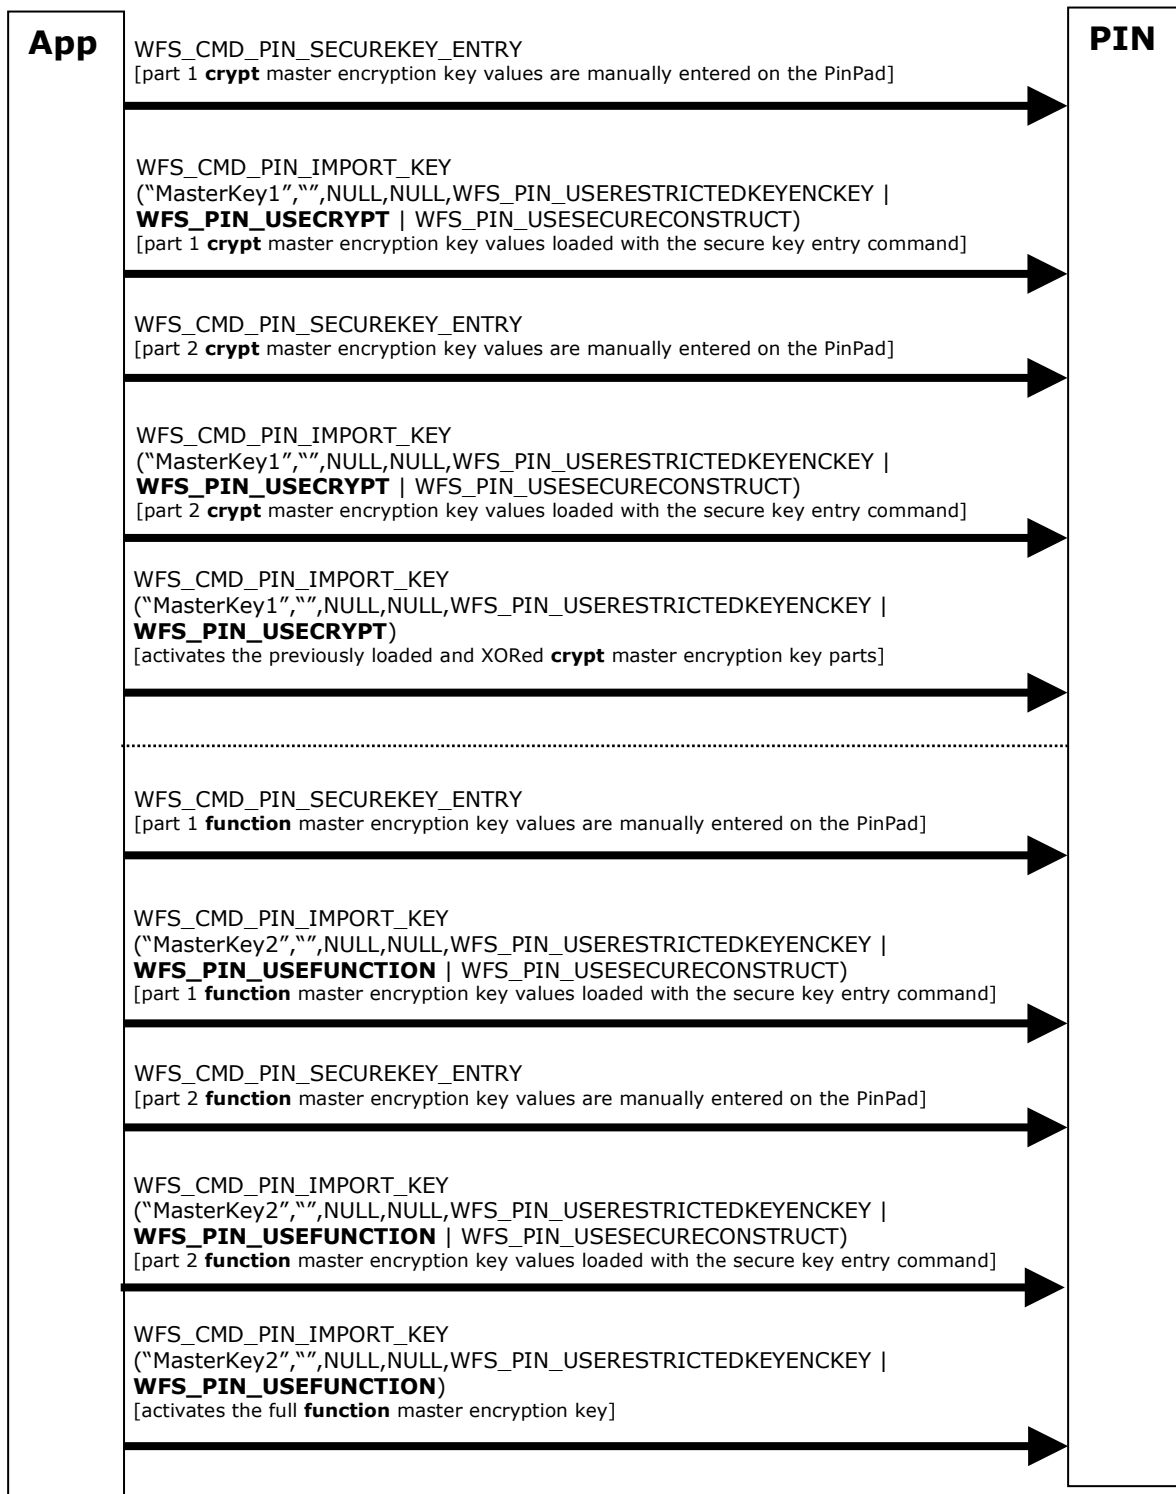 App
PIN
WFS_CMD_PIN_SECUREKEY_ENTRY
[part 1 crypt master encryption key values are manually entered on the PinPad]
WFS_CMD_PIN_IMPORT_KEY
(“MasterKey1”,“”,NULL,NULL,WFS_PIN_USERESTRICTEDKEYENCKEY |
WFS_PIN_USECRYPT | WFS_PIN_USESECURECONSTRUCT)
[part 1 crypt master encryption key values loaded with the secure key entry command]
WFS_CMD_PIN_SECUREKEY_ENTRY
[part 2 crypt master encryption key values are manually entered on the PinPad]
WFS_CMD_PIN_IMPORT_KEY
(“MasterKey1”,“”,NULL,NULL,WFS_PIN_USERESTRICTEDKEYENCKEY |
WFS_PIN_USECRYPT | WFS_PIN_USESECURECONSTRUCT)
[part 2 crypt master encryption key values loaded with the secure key entry command]
WFS_CMD_PIN_IMPORT_KEY
(“MasterKey1”,“”,NULL,NULL,WFS_PIN_USERESTRICTEDKEYENCKEY |
WFS_PIN_USECRYPT)
[activates the previously loaded and XORed crypt master encryption key parts]
WFS_CMD_PIN_SECUREKEY_ENTRY
[part 1 function master encryption key values are manually entered on the PinPad]
WFS_CMD_PIN_IMPORT_KEY
(“MasterKey2”,“”,NULL,NULL,WFS_PIN_USERESTRICTEDKEYENCKEY |
WFS_PIN_USEFUNCTION | WFS_PIN_USESECURECONSTRUCT)
[part 1 function master encryption key values loaded with the secure key entry command]
WFS_CMD_PIN_SECUREKEY_ENTRY
[part 2 function master encryption key values are manually entered on the PinPad]
WFS_CMD_PIN_IMPORT_KEY
(“MasterKey2”,“”,NULL,NULL,WFS_PIN_USERESTRICTEDKEYENCKEY |
WFS_PIN_USEFUNCTION | WFS_PIN_USESECURECONSTRUCT)
[part 2 function master encryption key values loaded with the secure key entry command]
WFS_CMD_PIN_IMPORT_KEY
(“MasterKey2”,“”,NULL,NULL,WFS_PIN_USERESTRICTEDKEYENCKEY |
WFS_PIN_USEFUNCTION)
[activates the full function master encryption key]